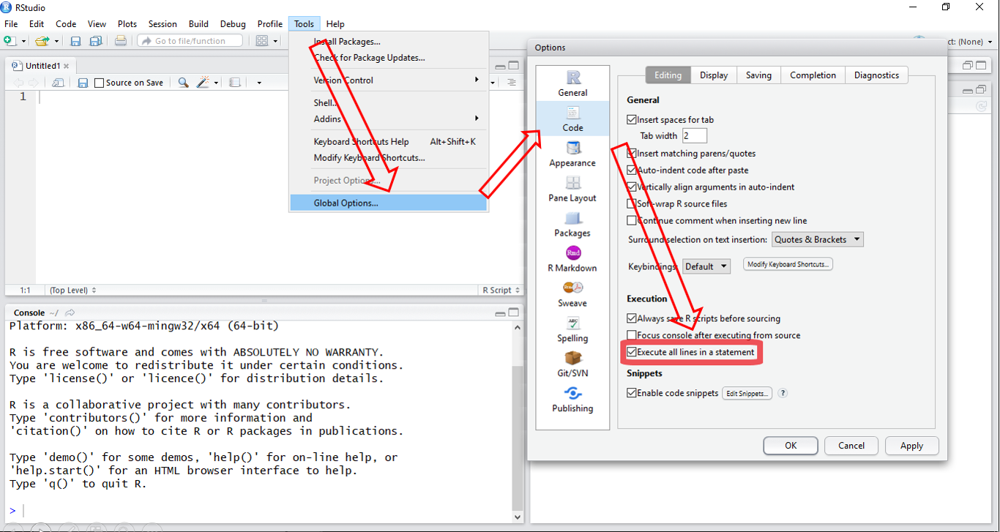 RStudio
File Edit Code View Plots Session Build Debug Profile Tools Help
Go to file/function
ct: (None)
Install Packages...
Check for Package Updates...
Version Control
Shell...
Addins
Keyboard Shortcuts Help Alt+Shift+K
Modify Keyboard Shortcuts...
Project Options...
Global Options...
Untitled1
Source on Save
1
1:1 (Top Level) R Script
Console ~/
Platform: x86_64-w64-mingw32/x64 (64-bit)
R is free software and comes with ABSOLUTELY NO WARRANTY.
You are welcome to redistribute it under certain conditions.
Type 'license()' or 'licence()' for distribution details.
R is a collaborative project with many contributors.
Type 'contributors()' for more information and
'citation()' on how to cite R or R packages in publications.
Type 'demo()' for some demos, 'help()' for on-line help, or
'help.start()' for an HTML browser interface to help.
Type 'q()' to quit R.
>
Options
R
General
Code
Appearance
Pane Layout
Packages
Rmd
R Markdown
Sweave
ABC
Spelling
Git/SVN
Publishing
Editing Display Saving Completion Diagnostics
General
Insert spaces for tab
Tab width 2
Insert matching parens/quotes
Auto-indent code after paste
Vertically align arguments in auto-indent
Soft-wrap R source files
Continue comment when inserting new line
Surround selection on text insertion: Quotes & Brackets
Keybindings: Default Modify Keyboard Shortcuts...
Execution
Always save R scripts before sourcing
Focus console after executing from source
Execute all lines in a statement
Snippets
Enable code snippets Edit Snippets... ?
OK Cancel Apply